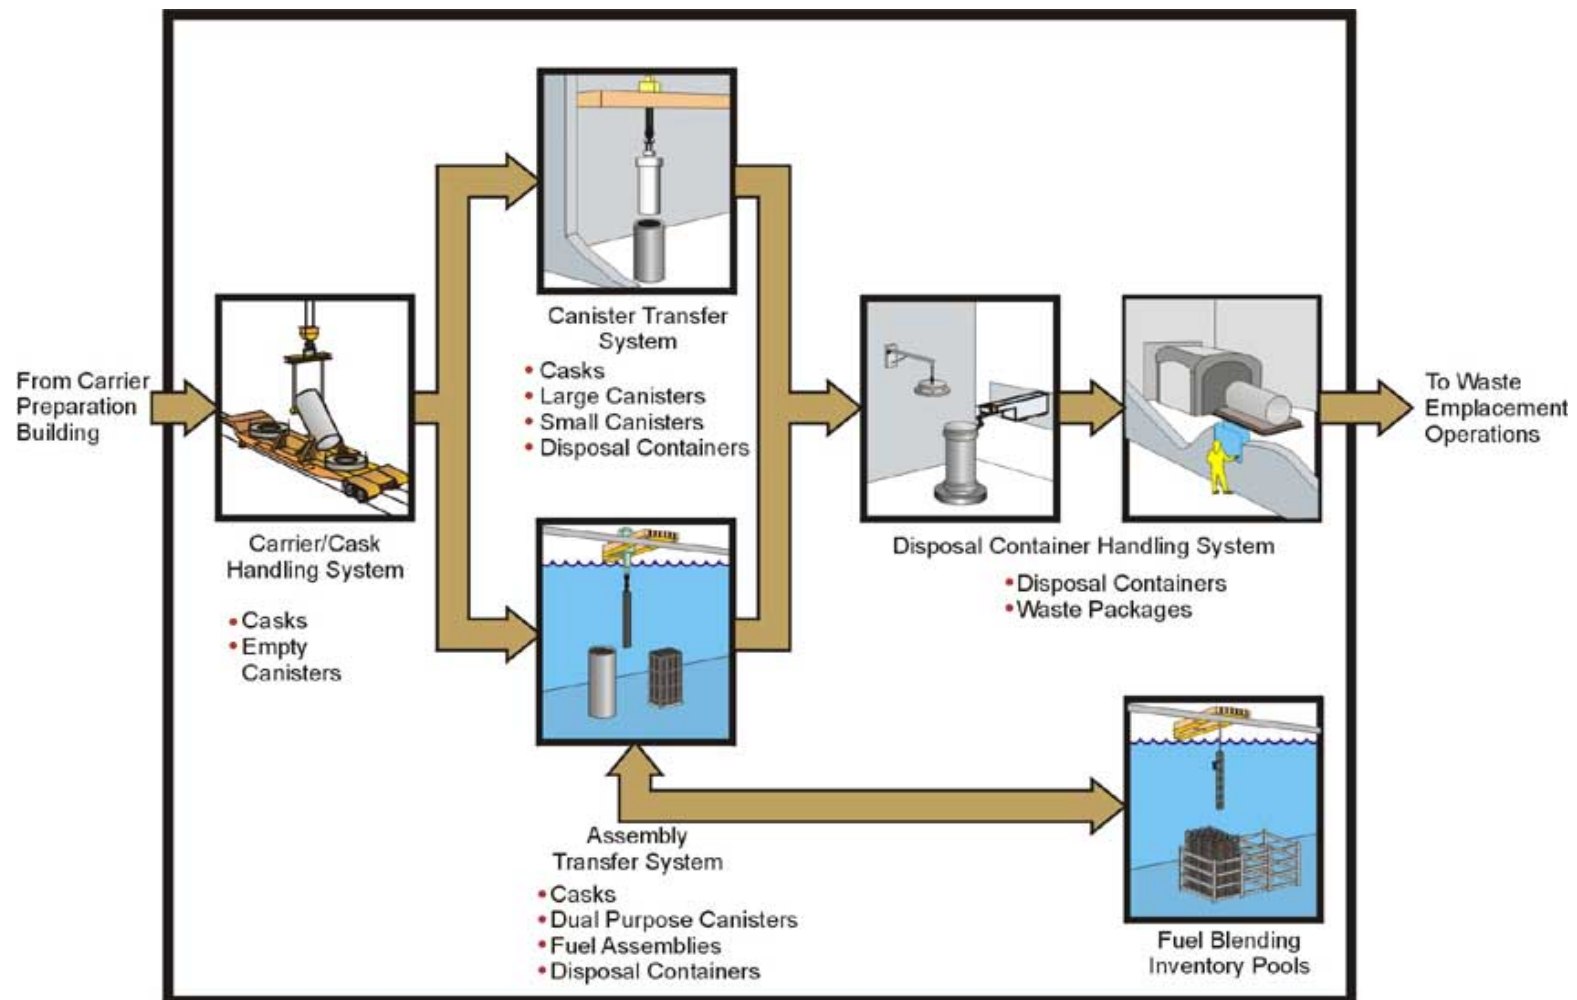 From Carrier
Preparation
Building
Carrier/Cask
Handling System
• Casks
• Empty
Canisters
Canister Transfer
System
• Casks
• Large Canisters
• Small Canisters
• Disposal Containers
Assembly
Transfer System
• Casks
• Dual Purpose Canisters
• Fuel Assemblies
• Disposal Containers
Disposal Container Handling System
• Disposal Containers
• Waste Packages
Fuel Blending
Inventory Pools
To Waste
Emplacement
Operations